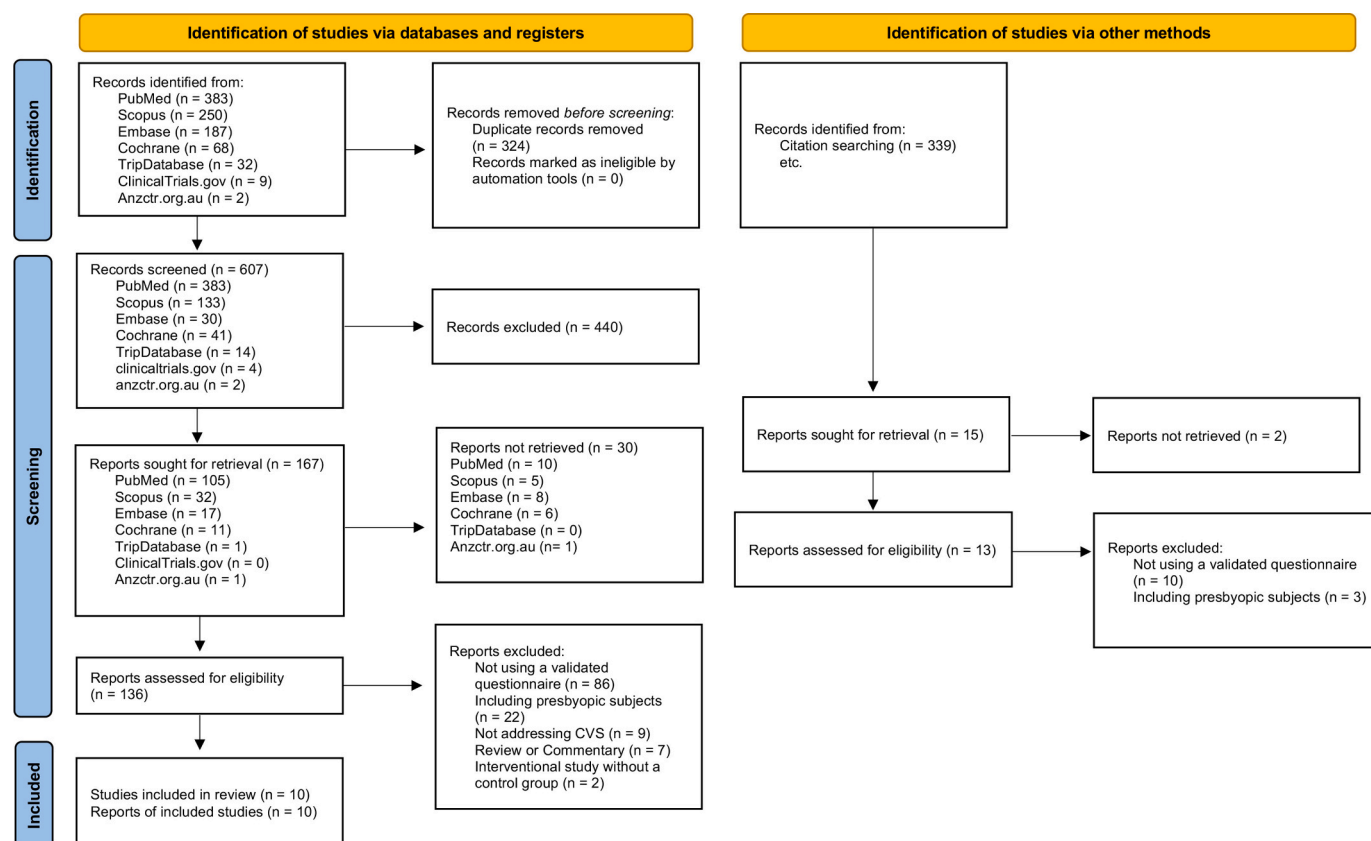 Identification of studies via databases and registers
Identification of studies via other methods
Identification
Records identified from:
PubMed (n = 383)
Scopus (n = 250)
Embase (n = 187)
Cochrane (n = 68)
TripDatabase (n = 32)
ClinicalTrials.gov (n = 9)
Anzctr.org.au (n = 2)
Records removed before screening:
Duplicate records removed
(n = 324)
Records marked as ineligible by
automation tools (n = 0)
Records identified from:
Citation searching (n = 339)
etc.
Screening
Records screened (n = 607)
PubMed (n = 383)
Scopus (n = 133)
Embase (n = 30)
Cochrane (n = 41)
TripDatabase (n = 14)
clinicaltrials.gov (n = 4)
anzctr.org.au (n = 2)
Records excluded (n = 440)
Reports sought for retrieval (n = 167)
PubMed (n = 105)
Scopus (n = 32)
Embase (n = 17)
Cochrane (n = 11)
TripDatabase (n = 1)
ClinicalTrials.gov (n = 0)
Anzctr.org.au (n = 1)
Reports not retrieved (n = 30)
PubMed (n = 10)
Scopus (n = 5)
Embase (n = 8)
Cochrane (n = 6)
TripDatabase (n = 0)
Anzctr.org.au (n= 1)
Reports sought for retrieval (n = 15)
Reports not retrieved (n = 2)
Reports assessed for eligibility (n = 13)
Reports excluded:
Not using a validated questionnaire
(n = 10)
Including presbyopic subjects (n = 3)
Reports assessed for eligibility
(n = 136)
Reports excluded:
Not using a validated
questionnaire (n = 86)
Including presbyopic subjects
(n = 22)
Not addressing CVS (n = 9)
Review or Commentary (n = 7)
Interventional study without a
control group (n = 2)
Included
Studies included in review (n = 10)
Reports of included studies (n = 10)